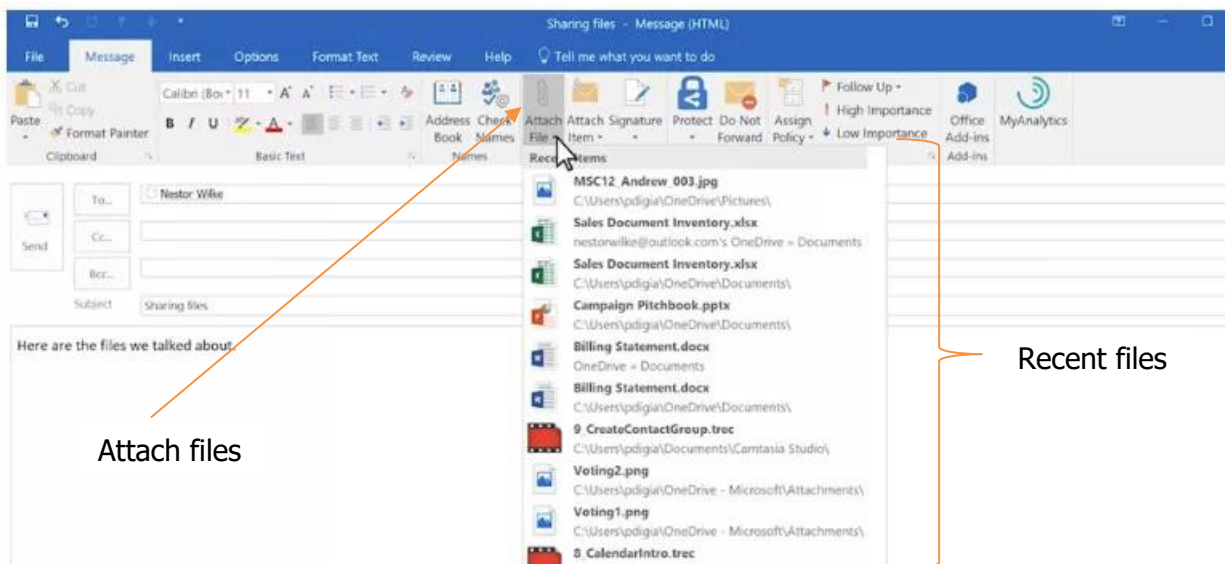 Sharing files - Message (HTML)
File Message Insert Options Format Text Review Help Tell me what you want to do
Paste
Cut
Copy
Format Painter
Clipboard
Calibri (Bo 11 A A
B I U A
Basic Text
Address Book
Check Names
Names
Attach File
Attach Item
Signature
Protect
Do Not Forward
Assign Policy
Follow Up
High Importance
Low Importance
Office Add-ins
Add-ins
MyAnalytics
Send
To...
Nestor Wilke
Cc...
Bcc...
Subject
Sharing files
Here are the files we talked about.
Items
MSC12_Andrew_003.jpg
C:\Users\pdigia\OneDrive\Pictures\
Sales Document Inventory.xlsx
nestorwilke@outlook.com's OneDrive » Documents
Sales Document Inventory.xlsx
C:\Users\pdigia\OneDrive\Documents\
Campaign Pitchbook.pptx
C:\Users\pdigia\OneDrive\Documents\
Billing Statement.docx
OneDrive » Documents
Billing Statement.docx
C:\Users\pdigia\OneDrive\Documents\
9_CreateContactGroup.trec
C:\Users\pdigia\Documents\Camtasia Studio\
Voting2.png
C:\Users\pdigia\OneDrive - Microsoft\Attachments\
Voting1.png
C:\Users\pdigia\OneDrive - Microsoft\Attachments\
8_CalendarIntro.trec
Attach files
Recent files